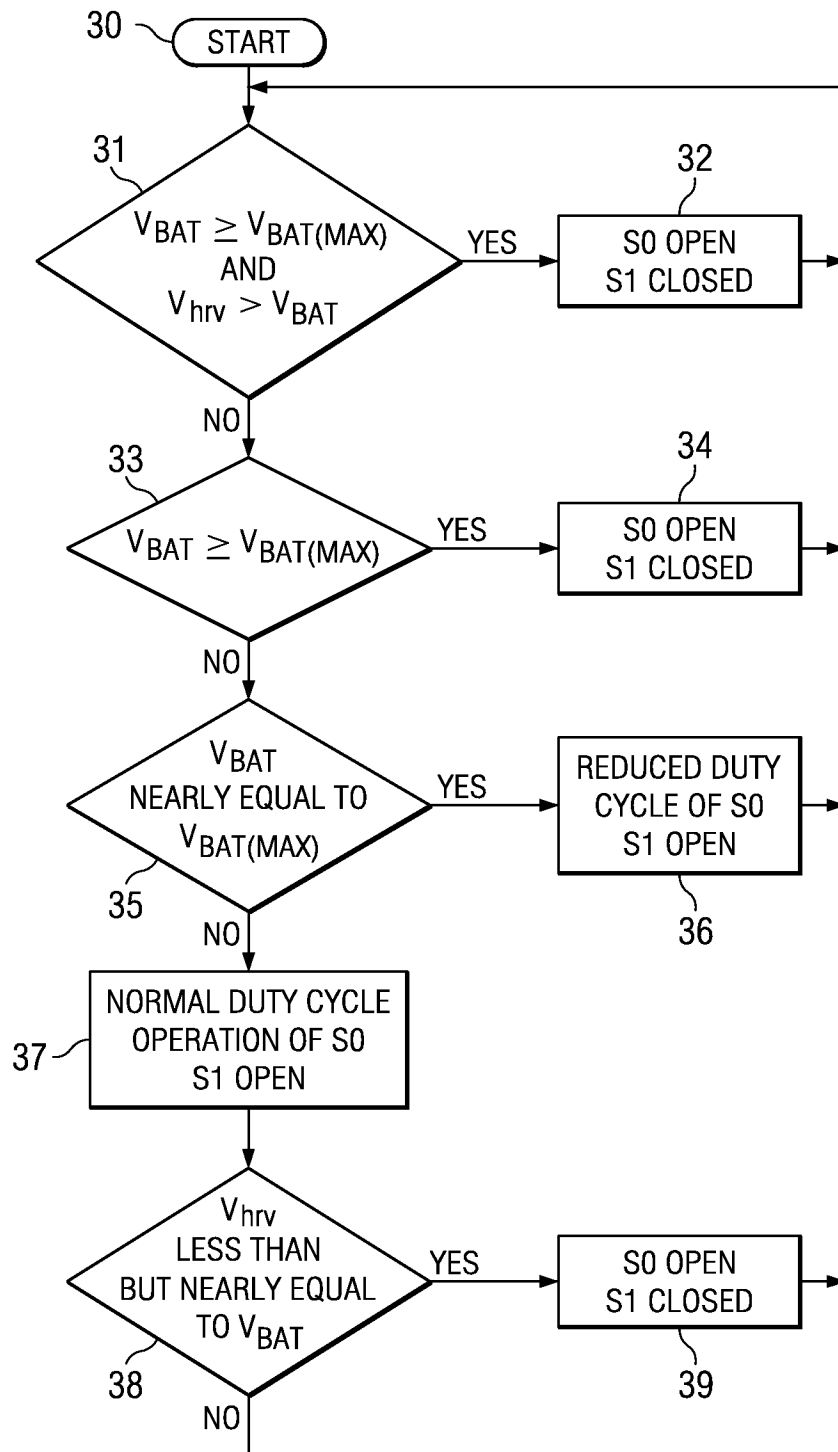 30
START
31
V_BAT ≥ V_BAT(MAX)
AND
V_hrv > V_BAT
YES
32
S0 OPEN
S1 CLOSED
NO
33
V_BAT ≥ V_BAT(MAX)
YES
34
S0 OPEN
S1 CLOSED
NO
V_BAT
NEARLY EQUAL TO
V_BAT(MAX)
35
YES
REDUCED DUTY
CYCLE OF S0
S1 OPEN
36
NO
37
NORMAL DUTY CYCLE
OPERATION OF S0
S1 OPEN
V_hrv
LESS THAN
BUT NEARLY EQUAL
TO V_BAT
38
YES
S0 OPEN
S1 CLOSED
39
NO